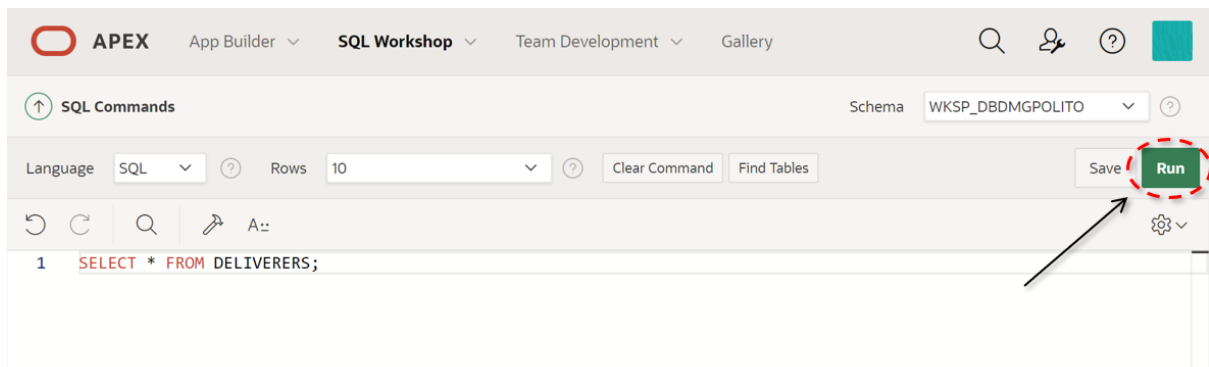 APEX App Builder SQL Workshop Team Development Gallery
SQL Commands Schema WKSP_DBDMGPOLITO
Language SQL Rows 10 Clear Command Find Tables Save Run
A::
1 SELECT * FROM DELIVERERS;